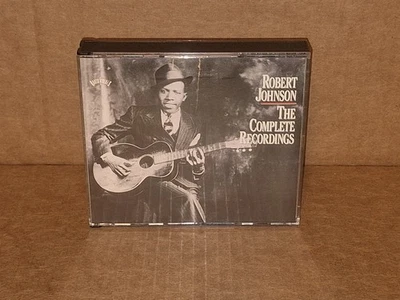 ROBERT
JOHNSON
THE
COMPLETE
RECORDINGS